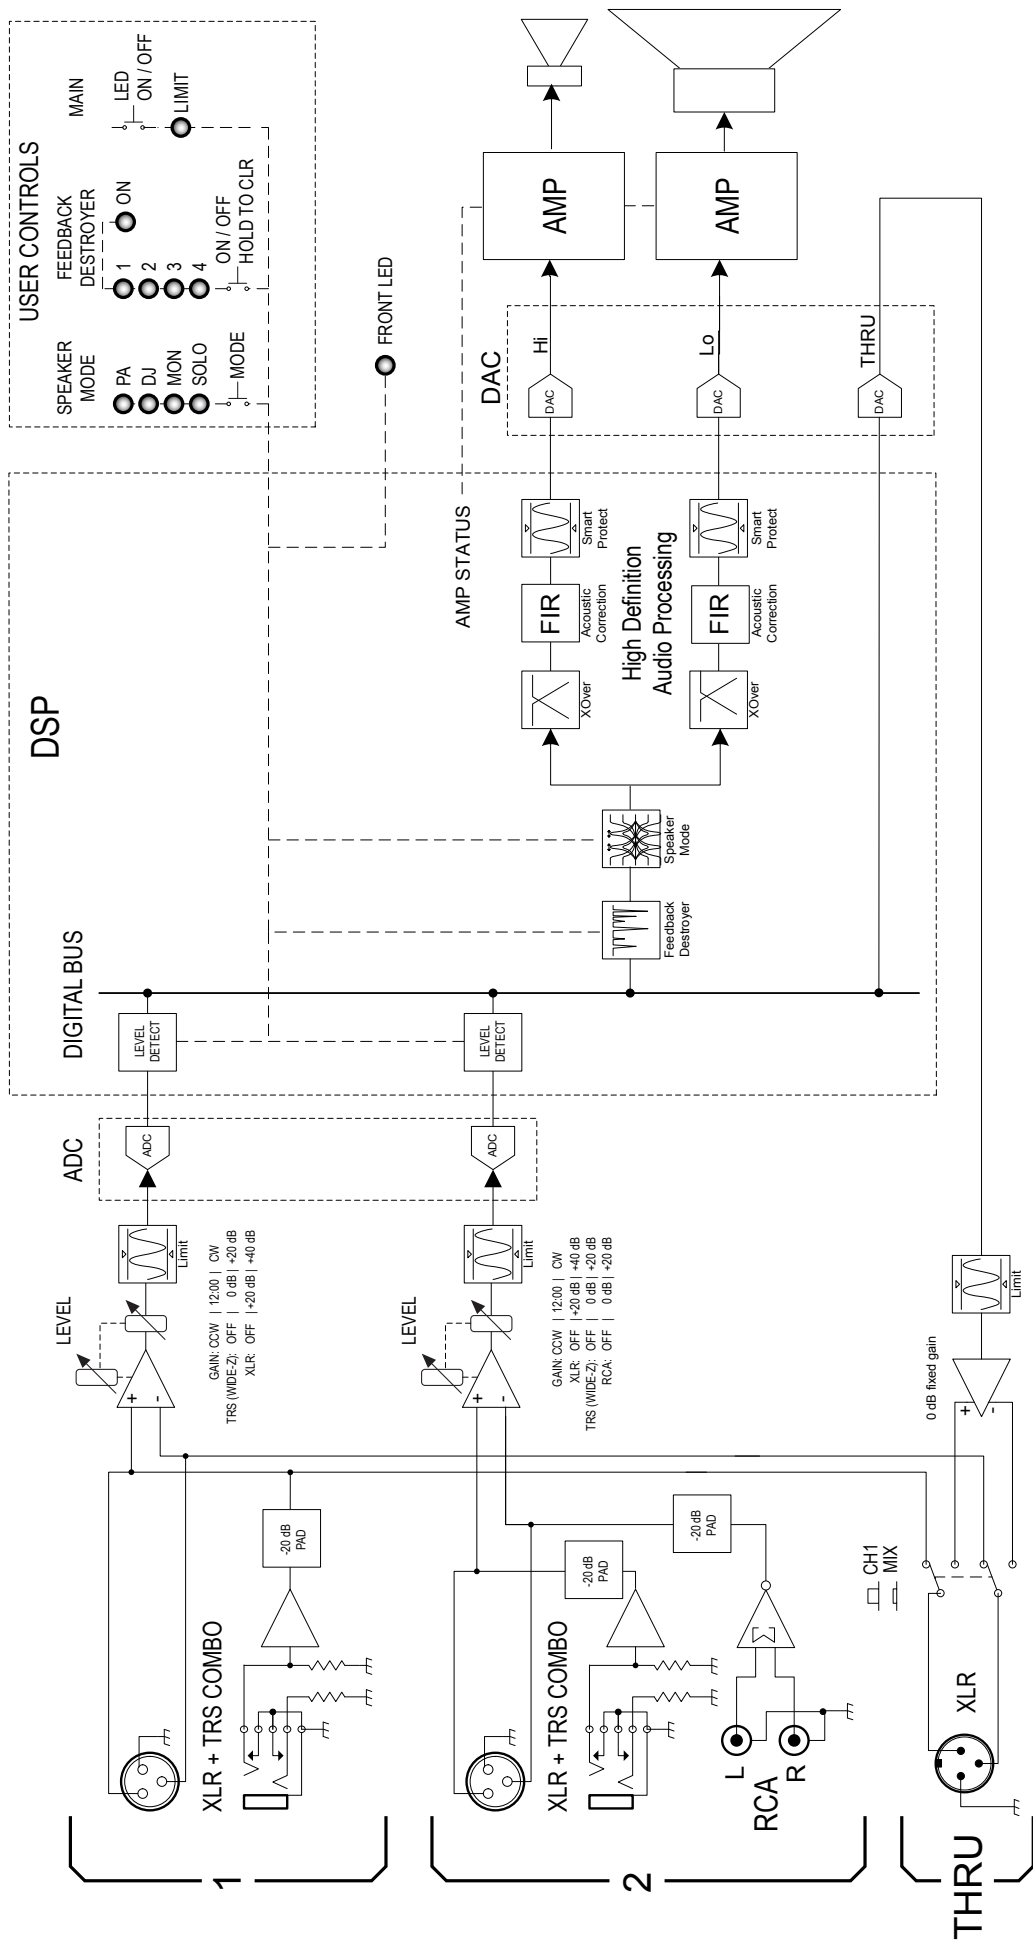 1
XLR + TRS COMBO
-20 dB
PAD
LEVEL
+
-
GAIN: CCW | 12:00 | CW
TRS (WIDE-Z): OFF | 0 dB | +20 dB
XLR: OFF |+20 dB | +40 dB
Limit
ADC
ADC
LEVEL
DETECT
DIGITAL BUS
DSP
2
XLR + TRS COMBO
-20 dB
PAD
L
R
RCA
Σ
-20 dB
PAD
LEVEL
+
-
GAIN: CCW | 12:00 | CW
XLR: OFF |+20 dB | +40 dB
TRS (WIDE-Z): OFF | 0 dB | +20 dB
RCA: OFF | 0 dB | +20 dB
Limit
ADC
LEVEL
DETECT
Feedback
Destroyer
Speaker
Mode
XOver
FIR
Acoustic
Correction
Smart
Protect
High Definition
Audio Processing
XOver
FIR
Acoustic
Correction
Smart
Protect
AMP STATUS
DAC
DAC
Hi
DAC
Lo
DAC
THRU
AMP
AMP
FRONT LED
USER CONTROLS
SPEAKER
MODE
PA
DJ
MON
SOLO
MODE
FEEDBACK
DESTROYER
1
2
3
4
ON
ON / OFF
HOLD TO CLR
MAIN
LED
ON / OFF
LIMIT
THRU
XLR
CH1
MIX
0 dB fixed gain
+
-
Limit